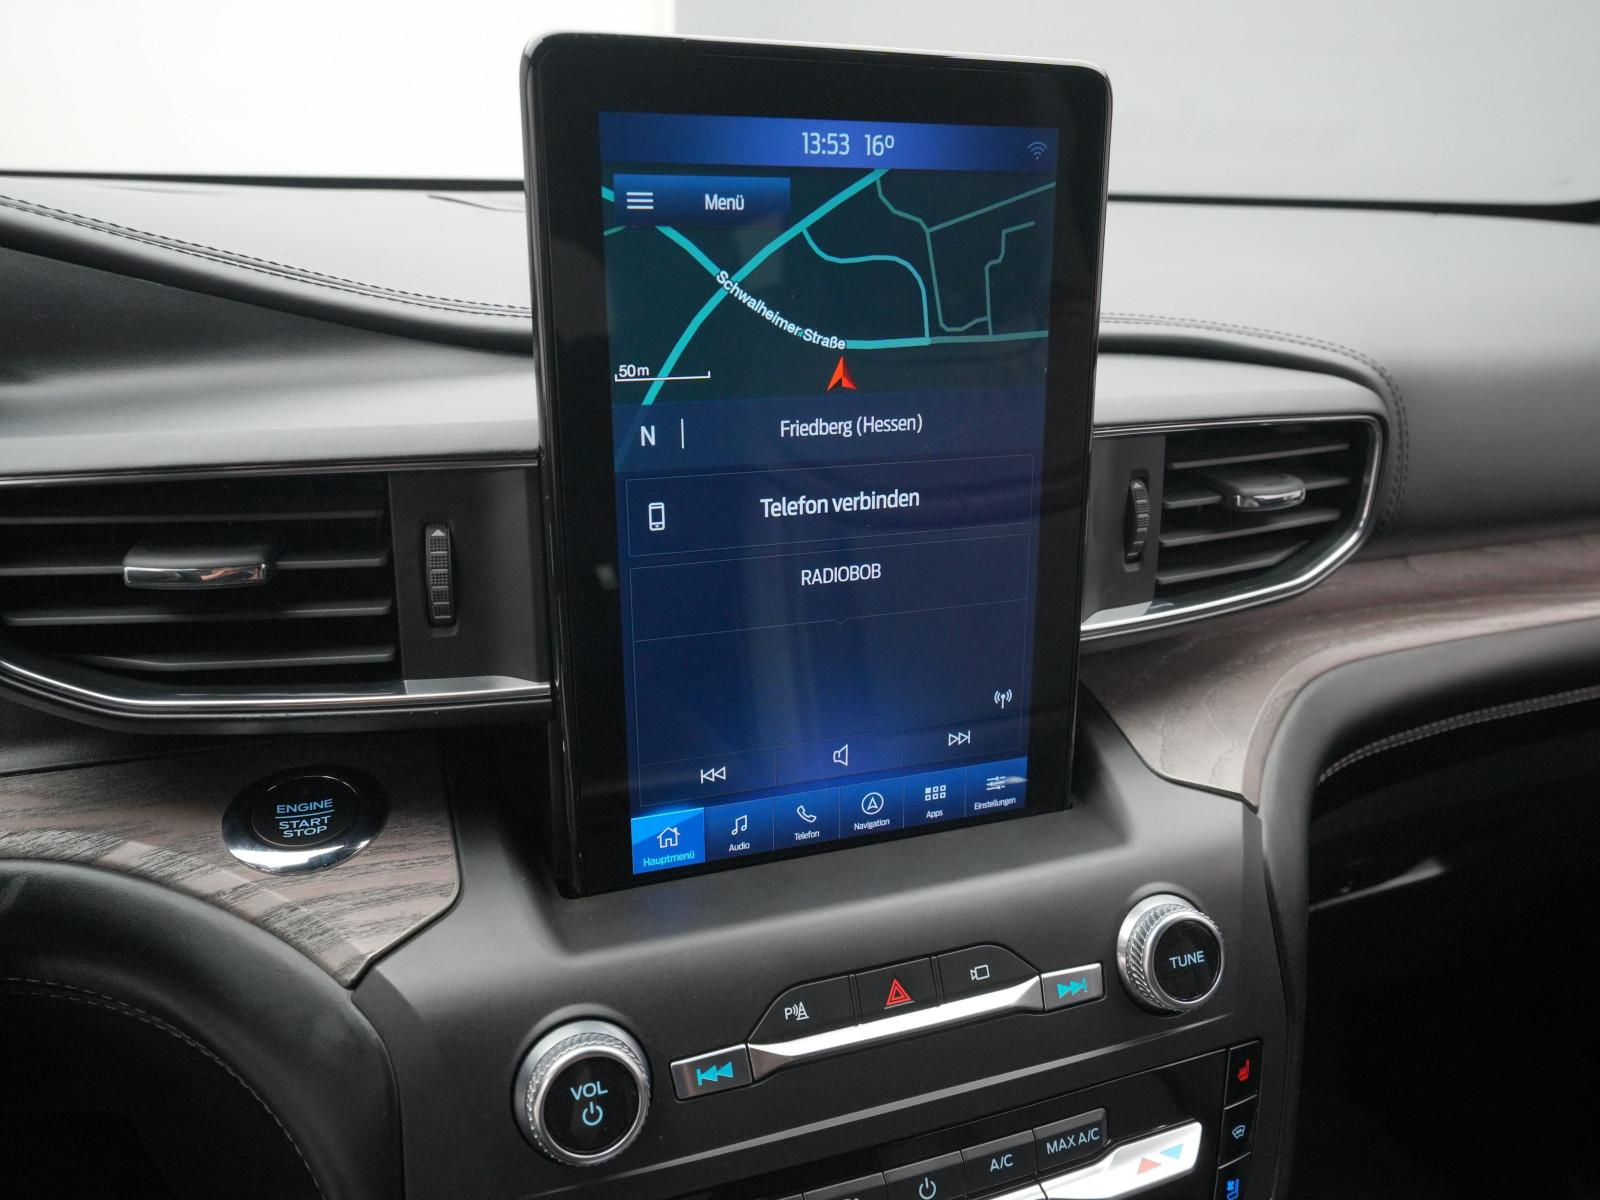 13:53 16°
Menü
Schwalheimer Straße
50m
N
Friedberg (Hessen)
Telefon verbinden
RADIOBOB
Hauptmenü
Audio
Telefon
Navigation
Apps
Einstellungen
ENGINE
START
STOP
TUNE
P
VOL
A/C
MAX A/C